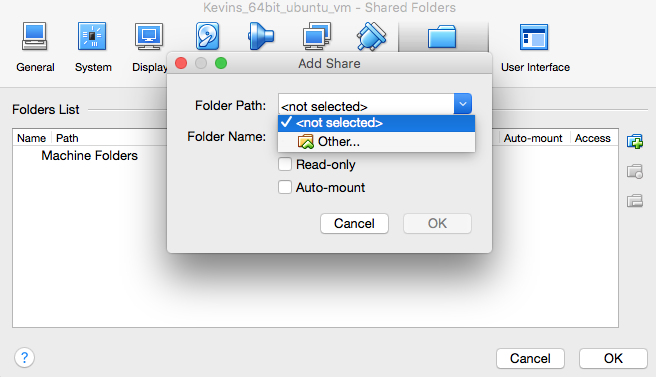 Kevins_64bit_ubuntu_vm - Shared Folders
General System Display User Interface
Add Share
Folder Path: <not selected>
<not selected>
Other...
Folder Name:
Read-only
Auto-mount
Cancel OK
Folders List
Name Path Auto-mount Access
Machine Folders
? Cancel OK